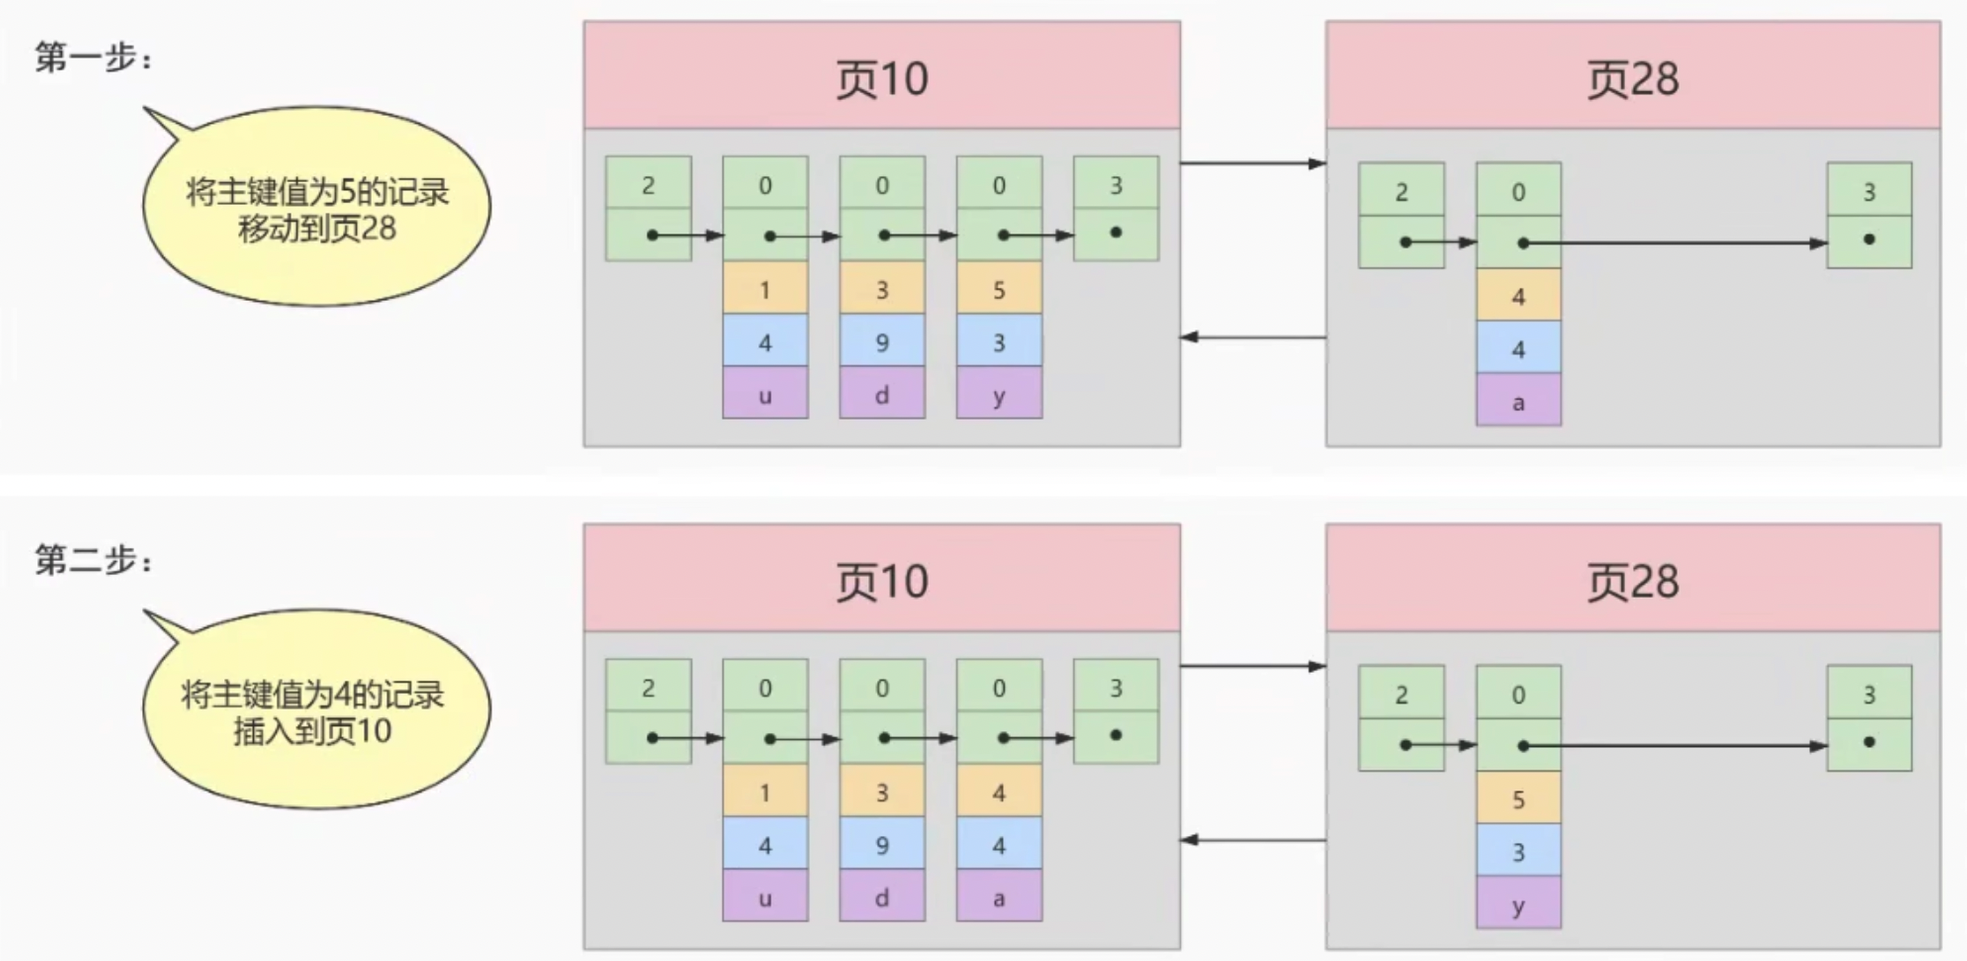 第一步：
将主键值为5的记录
移动到页28
页10
2 0 0 0 3
1 3 5
4 9 3
u d y
页28
2 0 3
4
4
a
第二步：
将主键值为4的记录
插入到页10
页10
2 0 0 0 3
1 3 4
4 9 4
u d a
页28
2 0 3
5
3
y